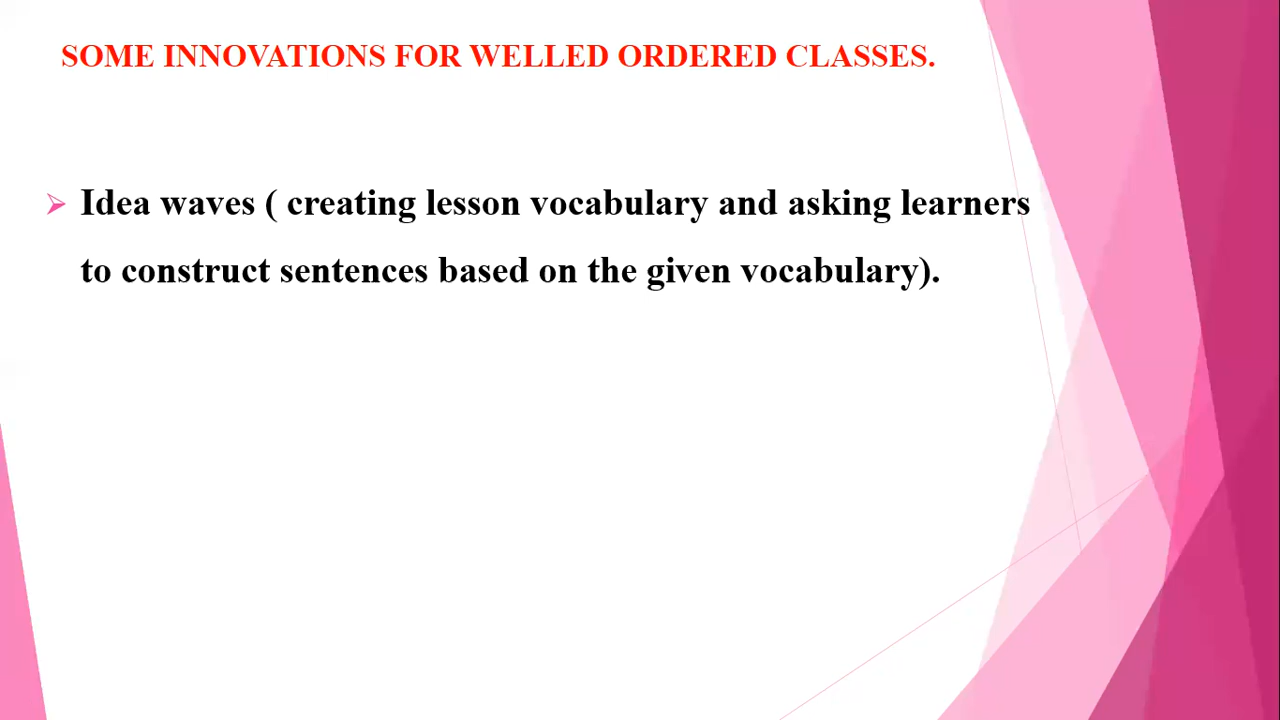 SOME INNOVATIONS FOR WELLED ORDERED CLASSES.
Idea waves ( creating lesson vocabulary and asking learners
to construct sentences based on the given vocabulary).